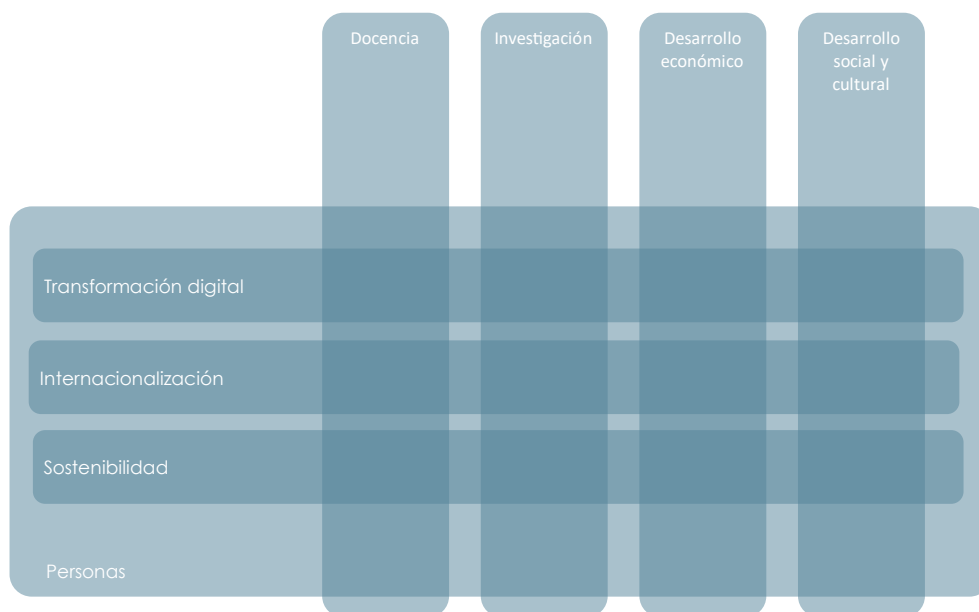 Docencia
Investigación
Desarrollo
económico
Desarrollo
social y
cultural
Transformación digital
Internacionalización
Sostenibilidad
Personas